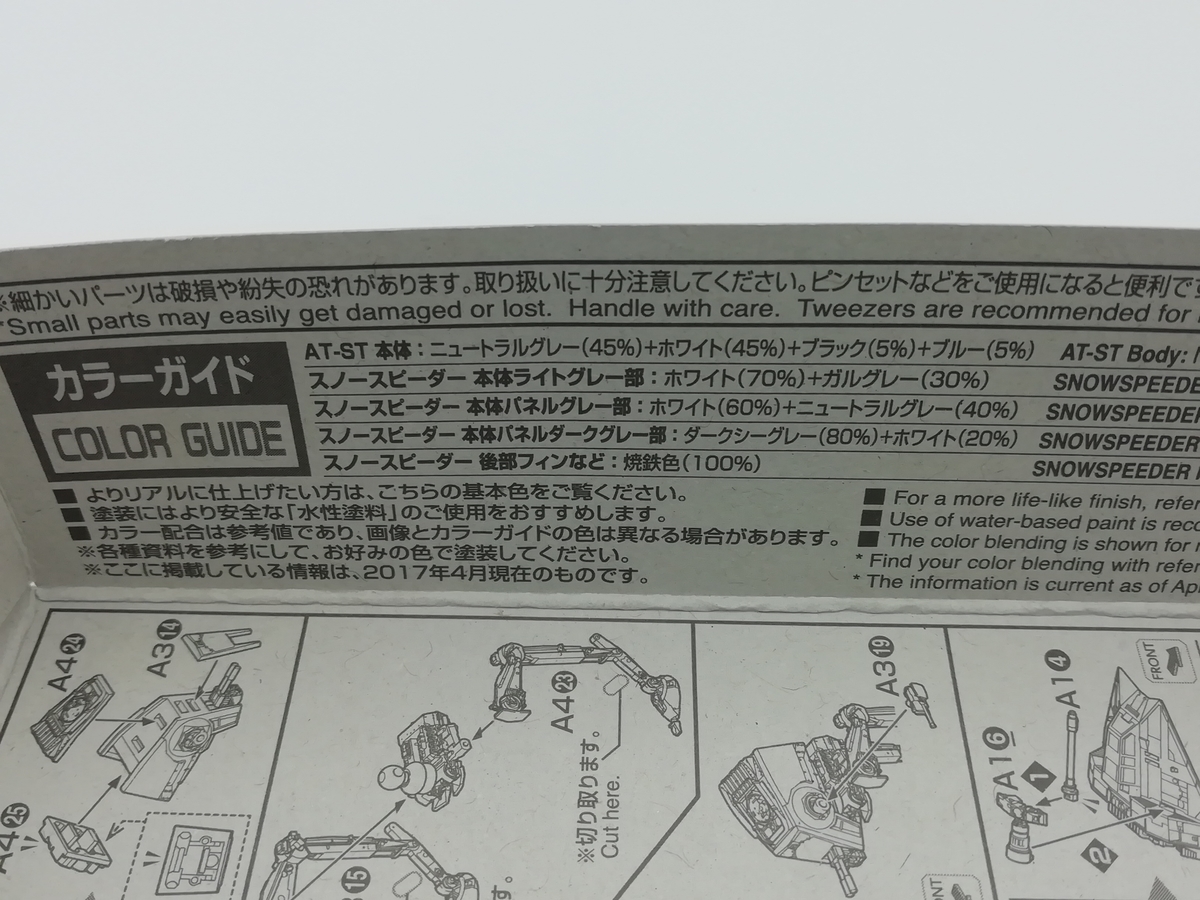 ※細かいパーツは破損や紛失の恐れがあります。取り扱いに十分注意してください。ピンセットなどをご使用になると便利です
*Small parts may easily get damaged or lost. Handle with care. Tweezers are recommended for
カラーガイド
COLOR GUIDE
AT-ST 本体：ニュートラルグレー(45%)+ホワイト(45%)+ブラック(5%)+ブルー(5%)
スノースピーダー 本体ライトグレー部：ホワイト(70%)+ガルグレー(30%)
スノースピーダー 本体パネルグレー部：ホワイト(60%)+ニュートラルグレー(40%)
スノースピーダー 本体パネルダークグレー部：ダークシーグレー(80%)+ホワイト(20%)
スノースピーダー 後部フィンなど：焼鉄色(100%)
AT-ST Body:
SNOWSPEEDE
SNOWSPEEDER
SNOWSPEEDER
SNOWSPEEDER
■ よりリアルに仕上げたい方は、こちらの基本色をご覧ください。
■ 塗装にはより安全な「水性塗料」のご使用をおすすめします。
■ カラー配合は参考値であり、画像とカラーガイドの色は異なる場合があります。
※各種資料を参考にして、お好みの色で塗装してください。
※ここに掲載している情報は、2017年4月現在のものです。
■ For a more life-like finish, refer
■ Use of water-based paint is reco
■ The color blending is shown for
* Find your color blending with refer
* The information is current as of Ap
A4㉔
A3⑭
A4㉕
A4㉓
※切り取ります。
Cut here.
⑮
す。
A3⑲
A1④
A1⑥
1
2
FRONT